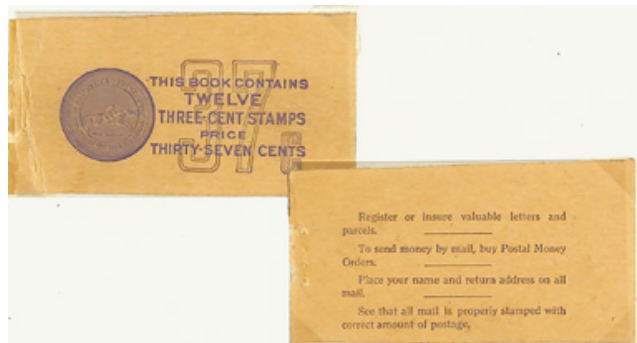 37¢
THIS BOOK CONTAINS
TWELVE
THREE-CENT STAMPS
PRICE
THIRTY-SEVEN CENTS
Register or insure valuable letters and
parcels.
To send money by mail, buy Postal Money
Orders.
Place your name and return address on all
mail.
See that all mail is properly stamped with
correct amount of postage.